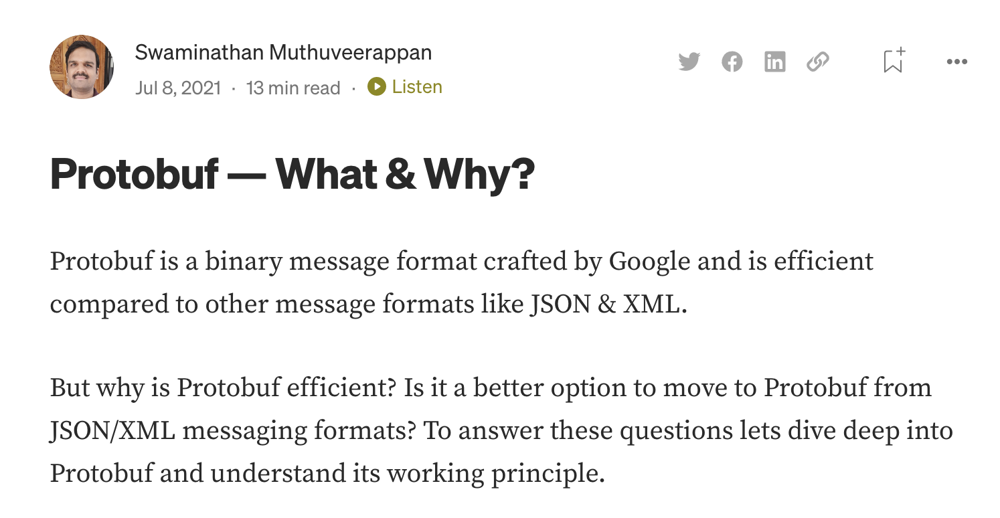 Swaminathan Muthuveerappan
Jul 8, 2021 · 13 min read · Listen
Protobuf — What & Why?
Protobuf is a binary message format crafted by Google and is efficient
compared to other message formats like JSON & XML.
But why is Protobuf efficient? Is it a better option to move to Protobuf from
JSON/XML messaging formats? To answer these questions lets dive deep into
Protobuf and understand its working principle.